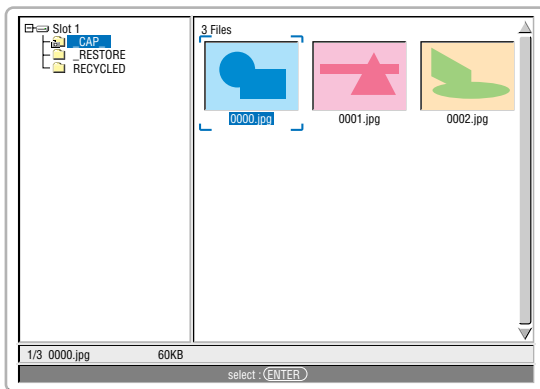 Slot 1
_CAP_
_RESTORE
RECYCLED
3 Files
0000.jpg
0001.jpg
0002.jpg
1/3 0000.jpg 60KB
select : ENTER